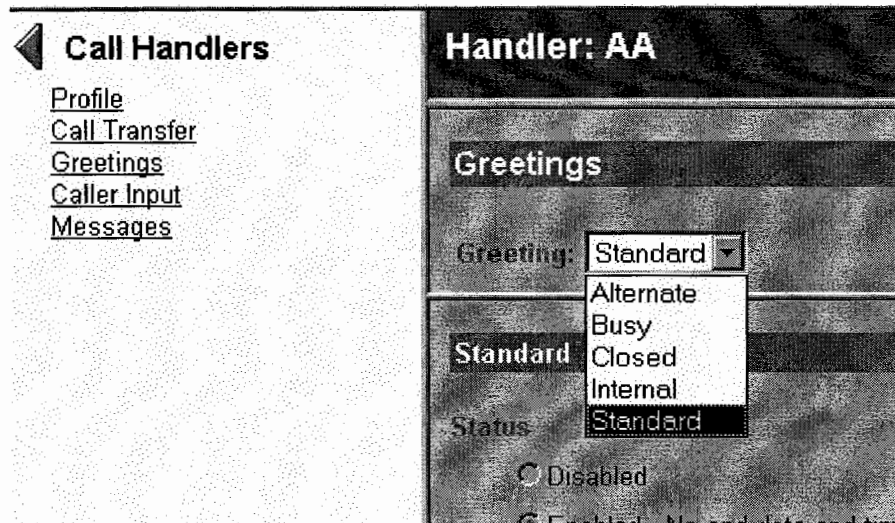 Call Handlers
Profile
Call Transfer
Greetings
Caller Input
Messages
Handler: AA
Greetings
Greeting: Standard
Alternate
Busy
Closed
Internal
Standard
Standard
Status
Disabled
Enabled